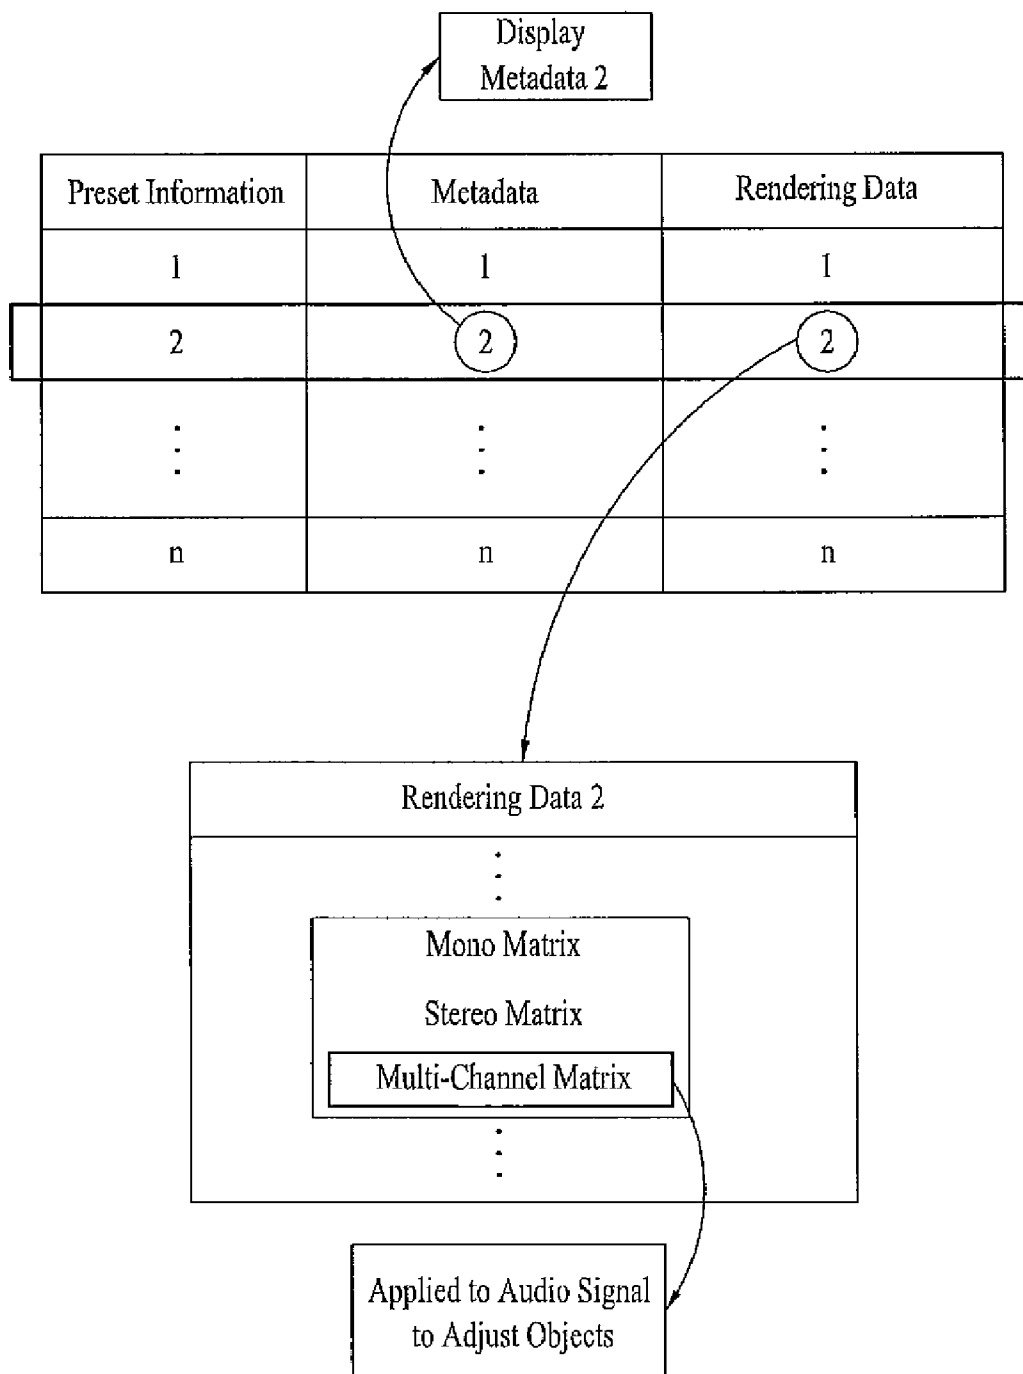 Display
Metadata 2
Preset Information Metadata Rendering Data
1 1 1
2 2 2
n n n
Rendering Data 2
Mono Matrix
Stereo Matrix
Multi-Channel Matrix
Applied to Audio Signal
to Adjust Objects